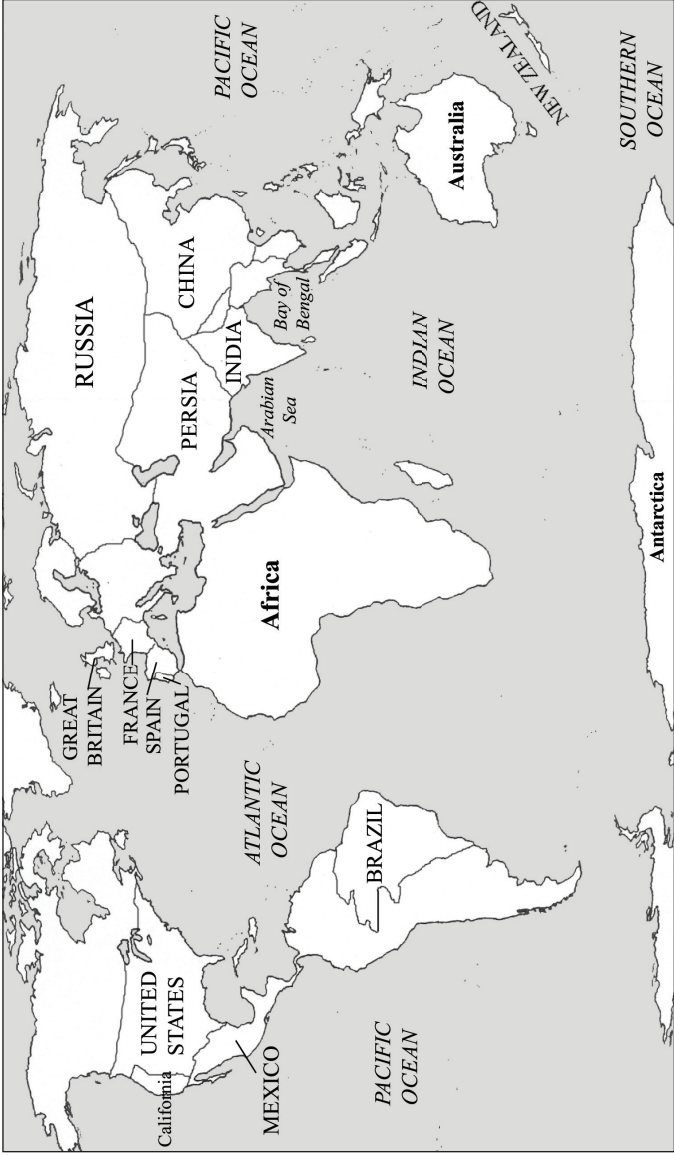 PACIFIC
OCEAN
NEW ZEALAND
SOUTHERN
OCEAN
Australia
RUSSIA
CHINA
PERSIA
INDIA
Bay of
Bengal
Arabian
Sea
INDIAN
OCEAN
Africa
Antarctica
GREAT
BRITAIN
FRANCE
SPAIN
PORTUGAL
ATLANTIC
OCEAN
BRAZIL
UNITED
STATES
California
MEXICO
PACIFIC
OCEAN